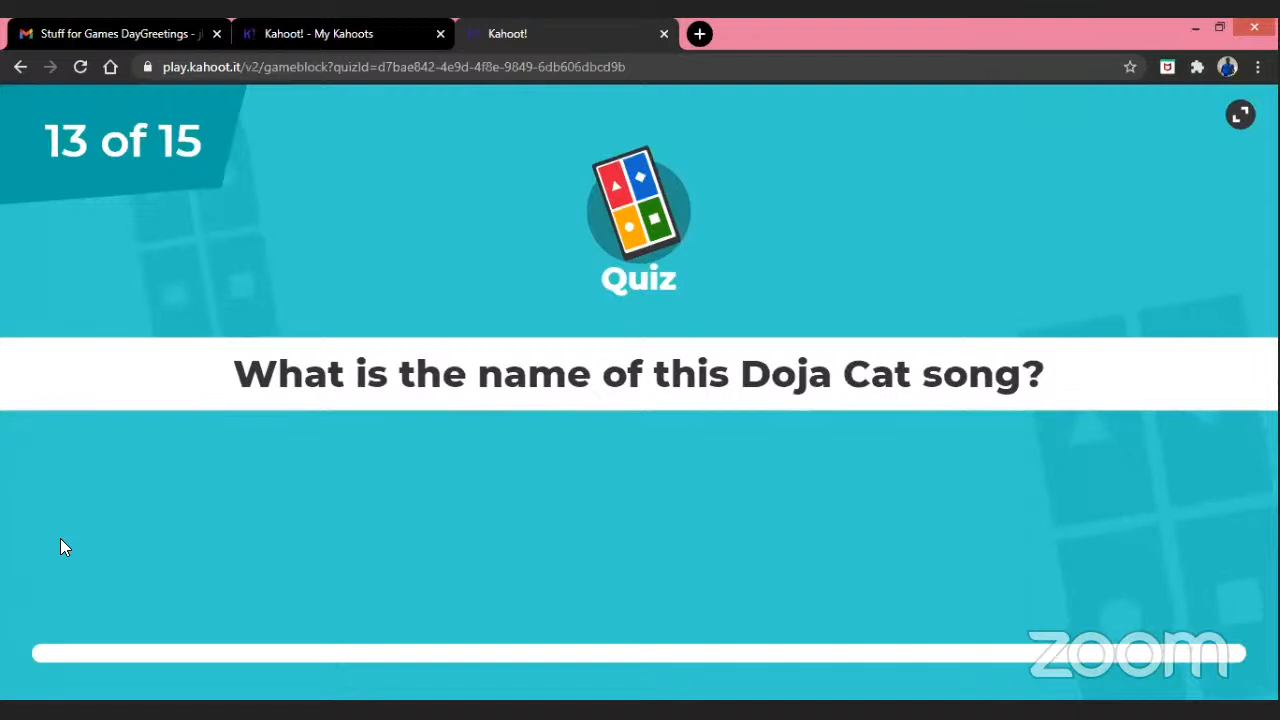 Stuff for Games DayGreetings - jl
Kahoot! - My Kahoots
Kahoot!
play.kahoot.it/v2/gameblock?quizId=d7bae842-4e9d-4f8e-9849-6db606dbcd9b
13 of 15
Quiz
What is the name of this Doja Cat song?
zoom